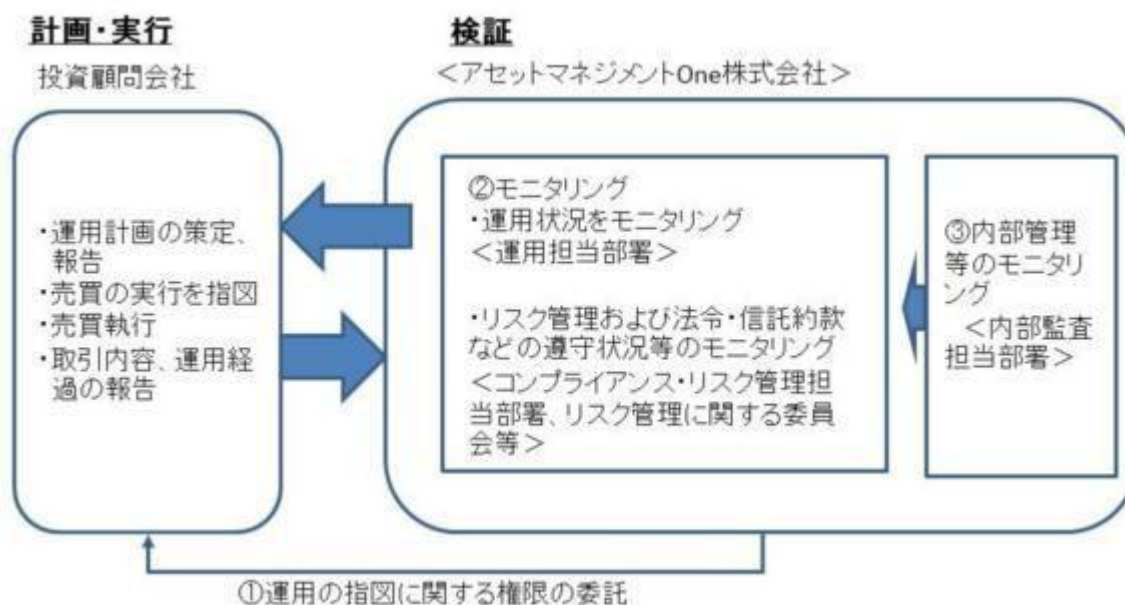 計画・実行
投資顧問会社
検証
＜アセットマネジメントOne株式会社＞
・運用計画の策定、
報告
・売買の実行を指図
・売買執行
・取引内容、運用経
過の報告
②モニタリング
・運用状況をモニタリング
＜運用担当部署＞
・リスク管理および法令・信託約款
などの遵守状況等のモニタリング
＜コンプライアンス・リスク管理担
当部署、リスク管理に関する委員
会等＞
③内部管理
等のモニタリ
ング
＜内部監査
担当部署＞
①運用の指図に関する権限の委託